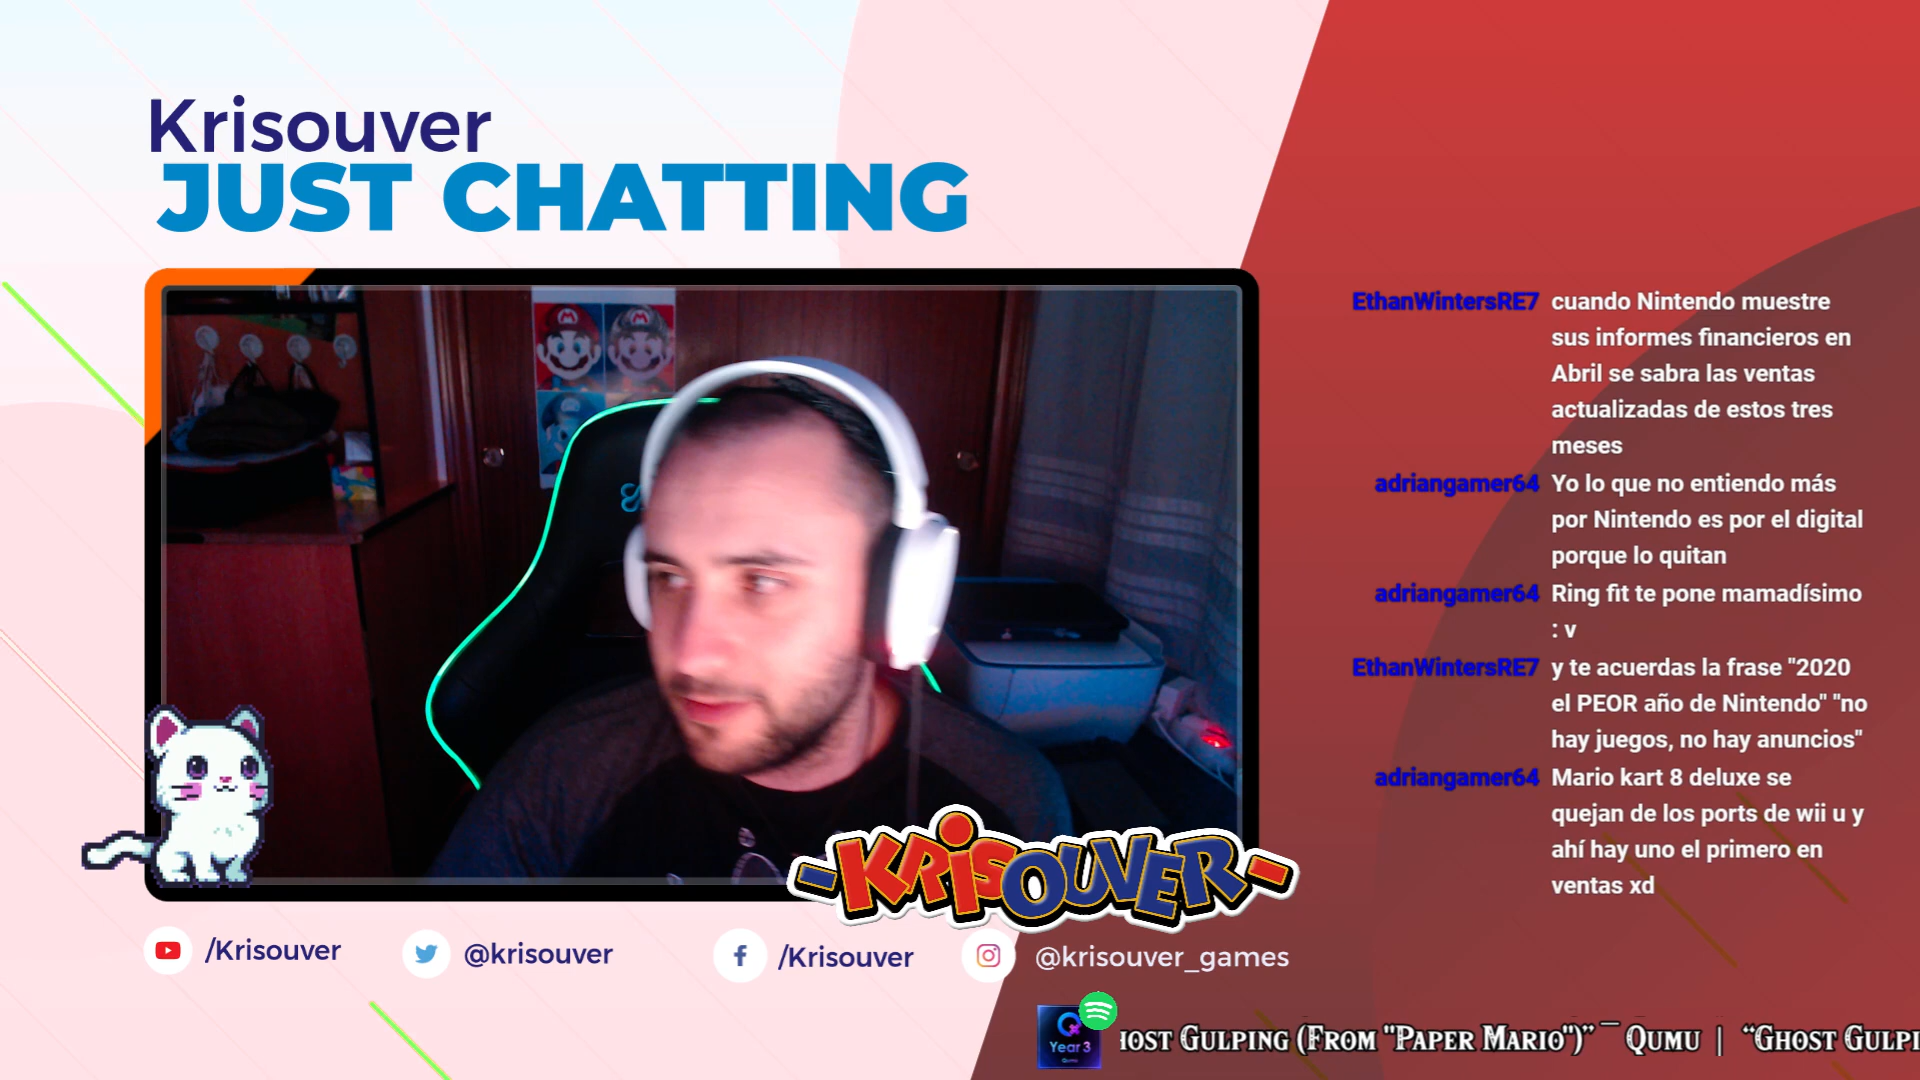 Krisouver
JUST CHATTING
EthanWintersRE7 cuando Nintendo muestre
sus informes financieros en
Abril se sabra las ventas
actualizadas de estos tres
meses
adriangamer64 Yo lo que no entiendo más
por Nintendo es por el digital
porque lo quitan
adriangamer64 Ring fit te pone mamadísimo
: v
EthanWintersRE7 y te acuerdas la frase "2020
el PEOR año de Nintendo" "no
hay juegos, no hay anuncios"
adriangamer64 Mario kart 8 deluxe se
quejan de los ports de wii u y
ahí hay uno el primero en
ventas xd
-KRISOUVER-
/Krisouver
@krisouver
/Krisouver
@krisouver_games
Year 3
Qumu
Gulping (From "Paper Mario")” — Qumu | “Ghost